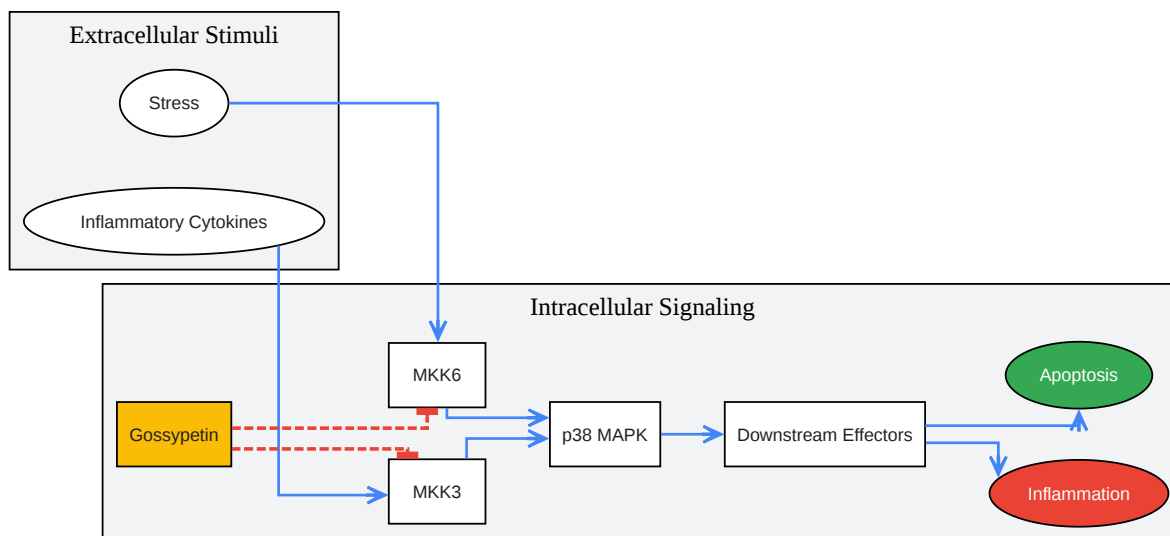 Extracellular Stimuli
Stress
Inflammatory Cytokines
Intracellular Signaling
MKK6
Apoptosis
Gossypetin
p38 MAPK
Downstream Effectors
MKK3
Inflammation